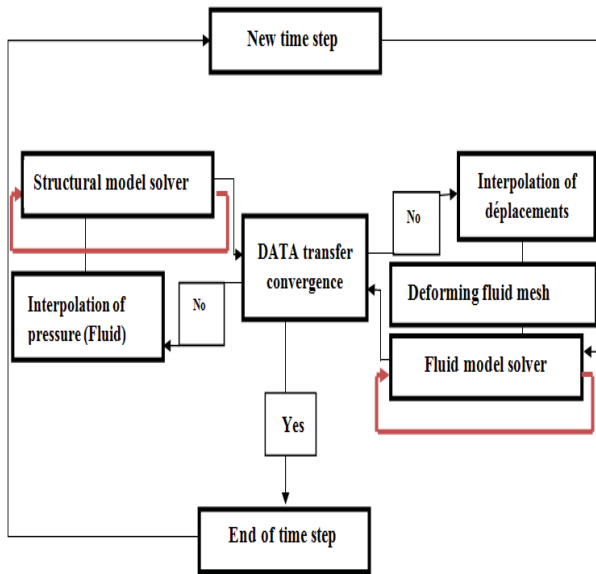 New time step
Structural model solver
Interpolation of
déplacements
No
DATA transfer
convergence
Interpolation of
pressure (Fluid)
No
Deforming fluid mesh
Fluid model solver
Yes
End of time step